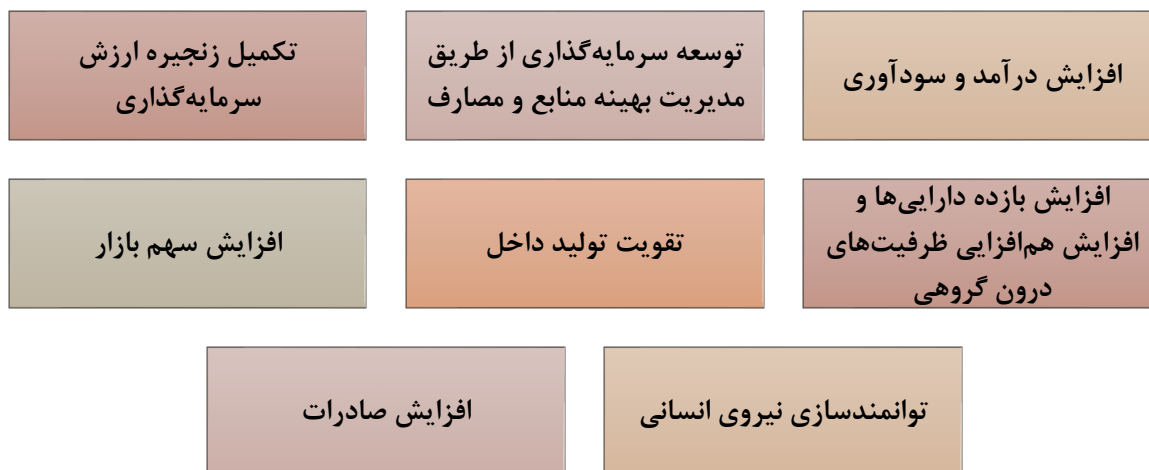 افزایش درآمد و سودآوری
توسعه سرمایه‌گذاری از طریق
مدیریت بهینه منابع و مصارف
تکمیل زنجیره ارزش
سرمایه‌گذاری
افزایش بازده دارایی‌ها و
افزایش هم‌افزایی ظرفیت‌های
درون گروهی
تقویت تولید داخل
افزایش سهم بازار
توانمندسازی نیروی انسانی
افزایش صادرات